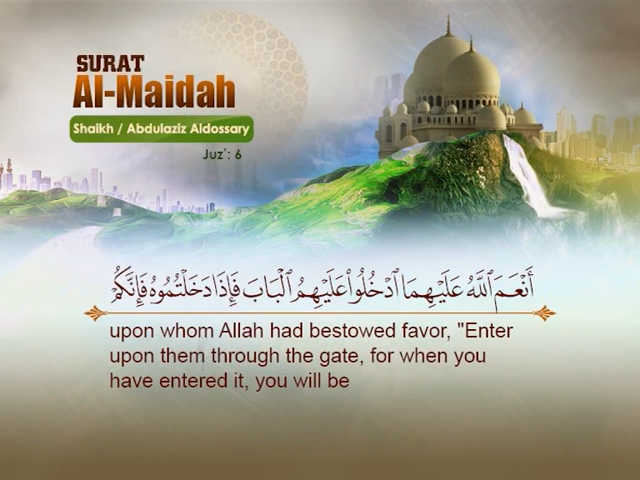 SURAT
Al-Maidah
Shaikh / Abdulaziz Aldossary
Juz': 6
أَنْعَمَ ٱللَّهُ عَلَيْهِمَا ٱدْخُلُوا۟ عَلَيْهِمُ ٱلْبَابَ فَإِذَا دَخَلْتُمُوهُ فَإِنَّكُمْ
upon whom Allah had bestowed favor, "Enter
upon them through the gate, for when you
have entered it, you will be